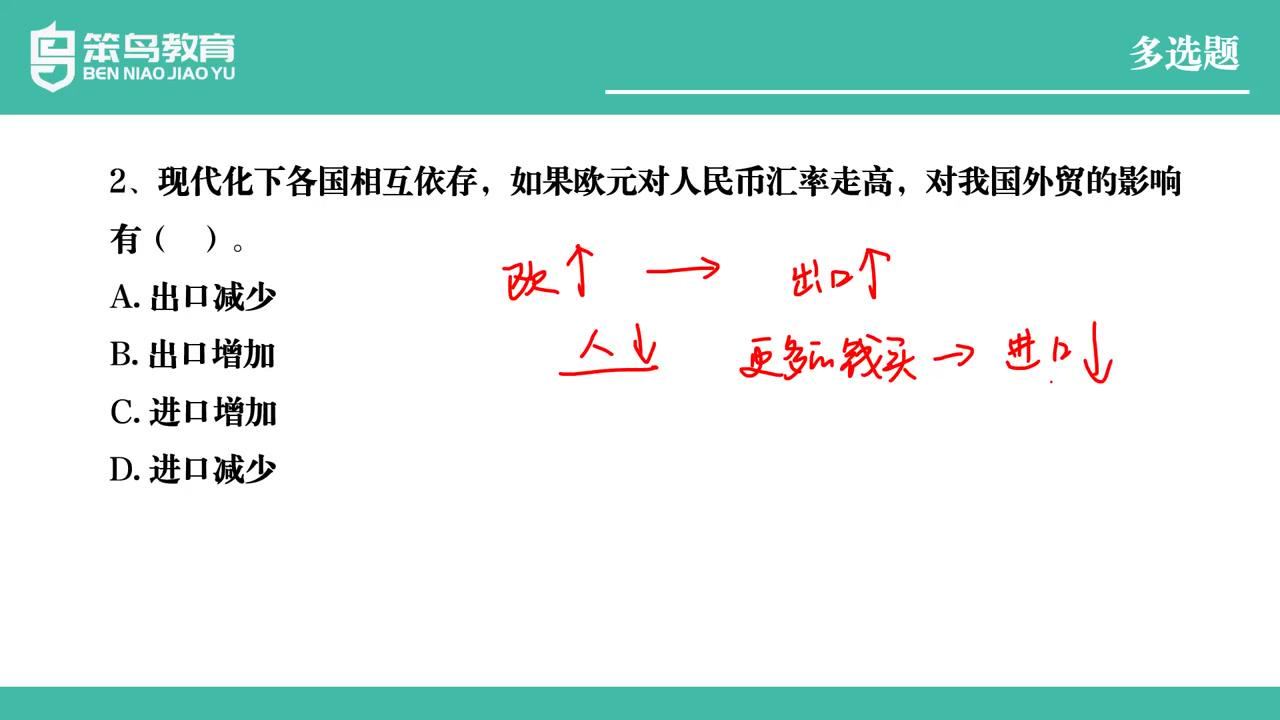 笨鸟教育
BEN NIAO JIAO YU
多选题
2、现代化下各国相互依存，如果欧元对人民币汇率走高，对我国外贸的影响
有（ ）。
欧↑ → 出口↑
A. 出口减少
人↓ 更多的钱买 → 进口↓
B. 出口增加
C. 进口增加
D. 进口减少